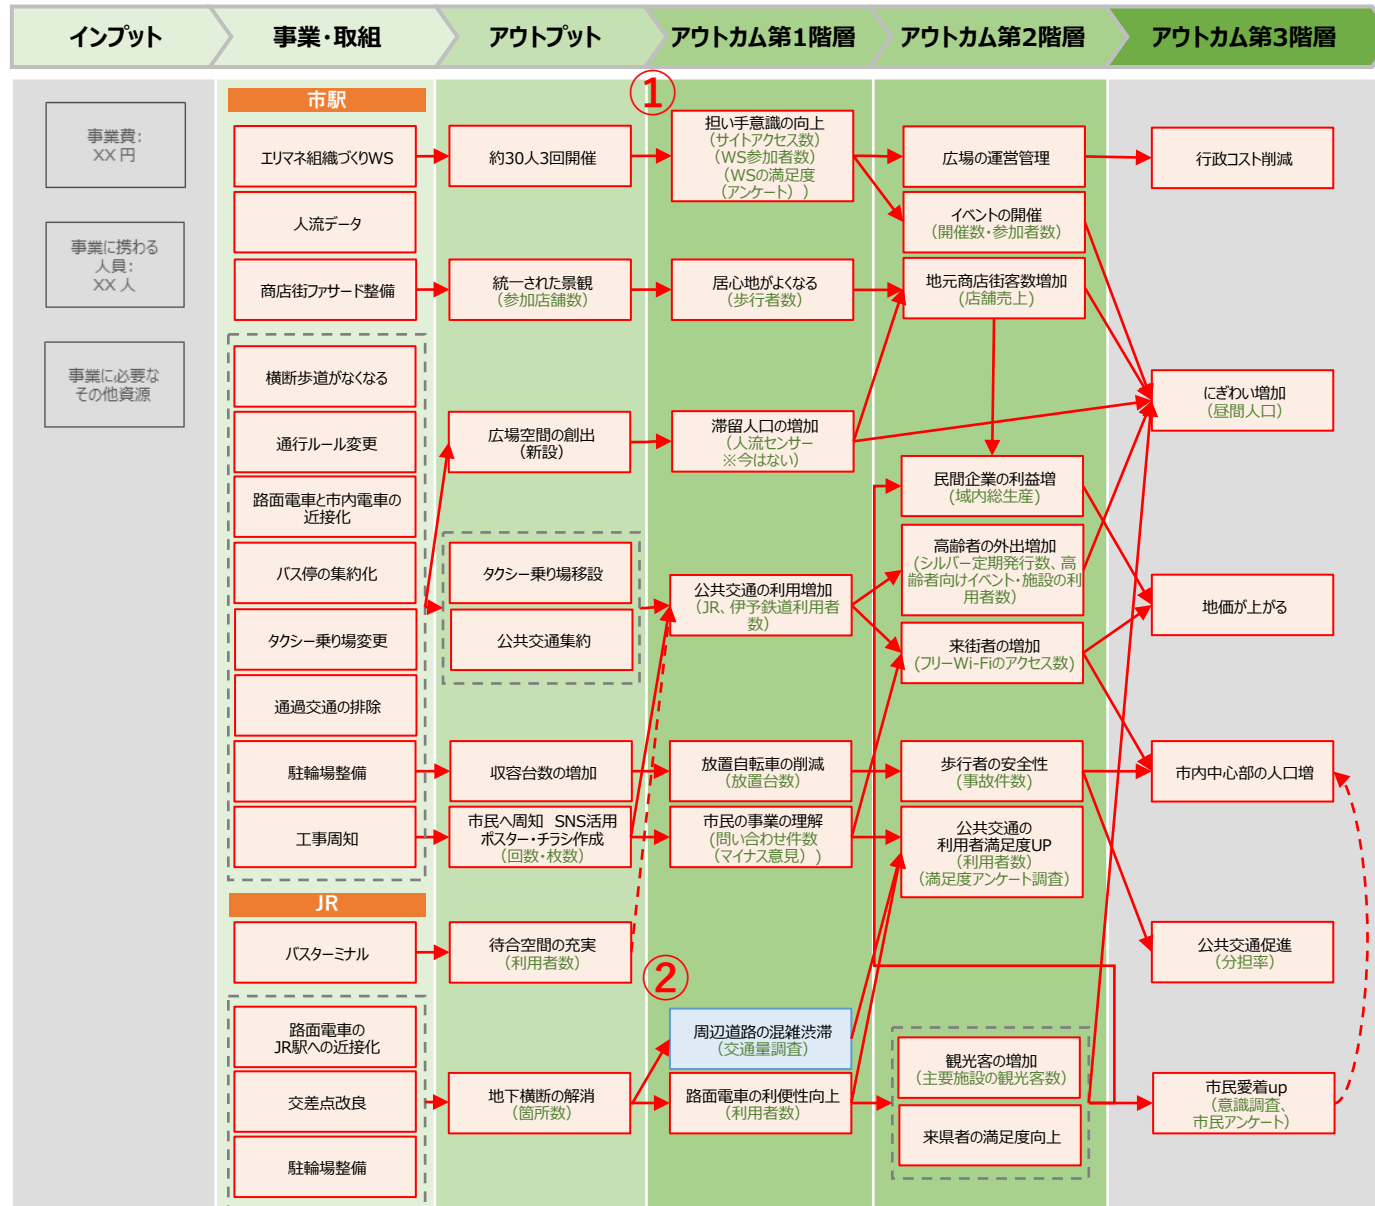 インプット
事業・取組
アウトプット
アウトカム第1階層
アウトカム第2階層
アウトカム第3階層
事業費：
XX 円
事業に携わる
人員：
XX 人
事業に必要な
その他資源
市駅
エリマネ組織づくりWS
人流データ
商店街ファサード整備
横断歩道がなくなる
通行ルール変更
路面電車と市内電車の
近接化
バス停の集約化
タクシー乗り場変更
通過交通の排除
駐輪場整備
工事周知
JR
バスターミナル
路面電車の
JR駅への近接化
交差点改良
駐輪場整備
約30人3回開催
統一された景観
（参加店舗数）
広場空間の創出
（新設）
タクシー乗り場移設
公共交通集約
収容台数の増加
市民へ周知　SNS活用
ポスター・チラシ作成
（回数・枚数）
待合空間の充実
（利用者数）
地下横断の解消
（箇所数）
①
担い手意識の向上
（サイトアクセス数）
（WS参加者数）
（WSの満足度
（アンケート））
居心地がよくなる
（歩行者数）
滞留人口の増加
（人流センサー
※今はない）
公共交通の利用増加
（JR、伊予鉄道利用者
数）
放置自転車の削減
（放置台数）
市民の事業の理解
（問い合わせ件数
（マイナス意見））
②
周辺道路の混雑渋滞
（交通量調査）
路面電車の利便性向上
（利用者数）
広場の運営管理
イベントの開催
（開催数・参加者数）
地元商店街客数増加
（店舗売上）
民間企業の利益増
（域内総生産）
高齢者の外出増加
（シルバー定期発行数、高
齢者向けイベント・施設の利
用者数）
来街者の増加
（フリーWi-Fiのアクセス数）
歩行者の安全性
（事故件数）
公共交通の
利用者満足度UP
（利用者数）
（満足度アンケート調査）
観光客の増加
（主要施設の観光客数）
来県者の満足度向上
行政コスト削減
にぎわい増加
（昼間人口）
地価が上がる
市内中心部の人口増
公共交通促進
（分担率）
市民愛着up
（意識調査、
市民アンケート）